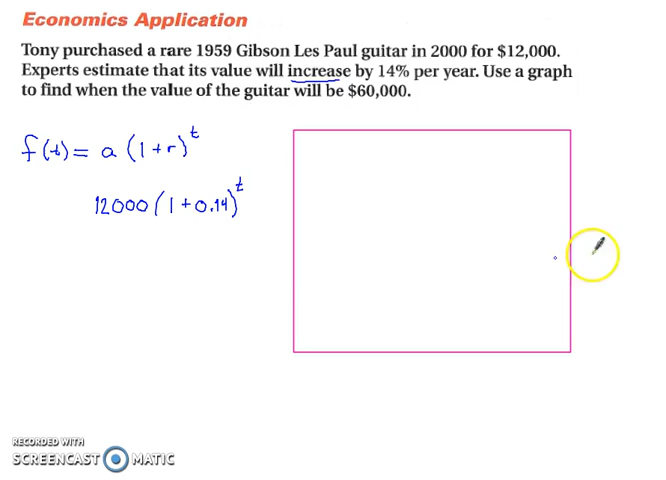 Economics Application
Tony purchased a rare 1959 Gibson Les Paul guitar in 2000 for $12,000.
Experts estimate that its value will increase by 14% per year. Use a graph
to find when the value of the guitar will be $60,000.
f(t) = a(1+r)^t
12000(1+0.14)^t
RECORDED WITH
SCREENCAST MATIC